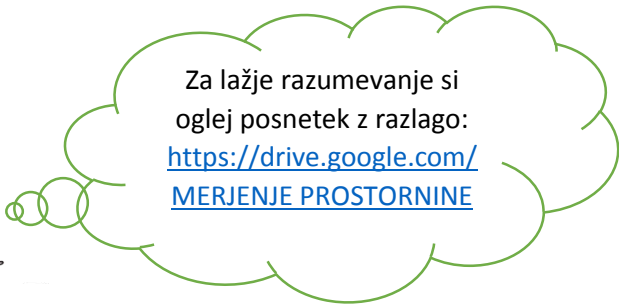 Za lažje razumevanje si
oglej posnetek z razlago:
https://drive.google.com/
MERJENJE PROSTORNINE